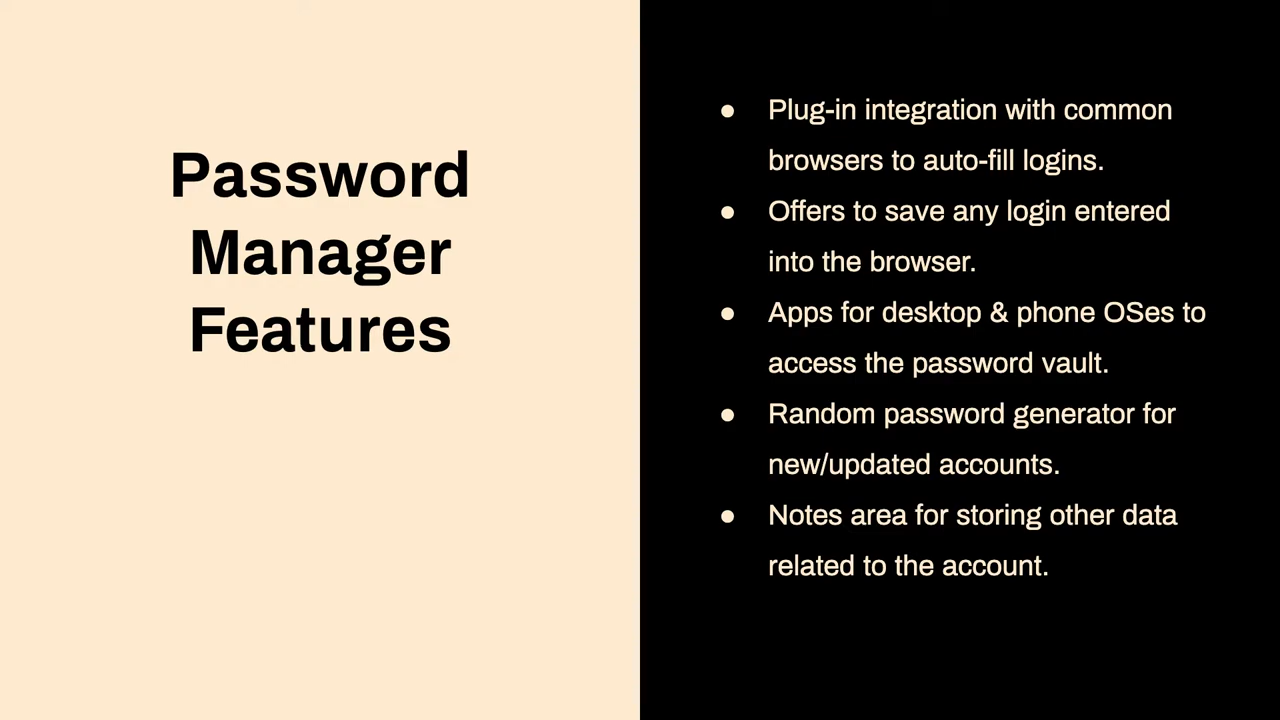 Password
Manager
Features
● Plug-in integration with common
browsers to auto-fill logins.
● Offers to save any login entered
into the browser.
● Apps for desktop & phone OSes to
access the password vault.
● Random password generator for
new/updated accounts.
● Notes area for storing other data
related to the account.